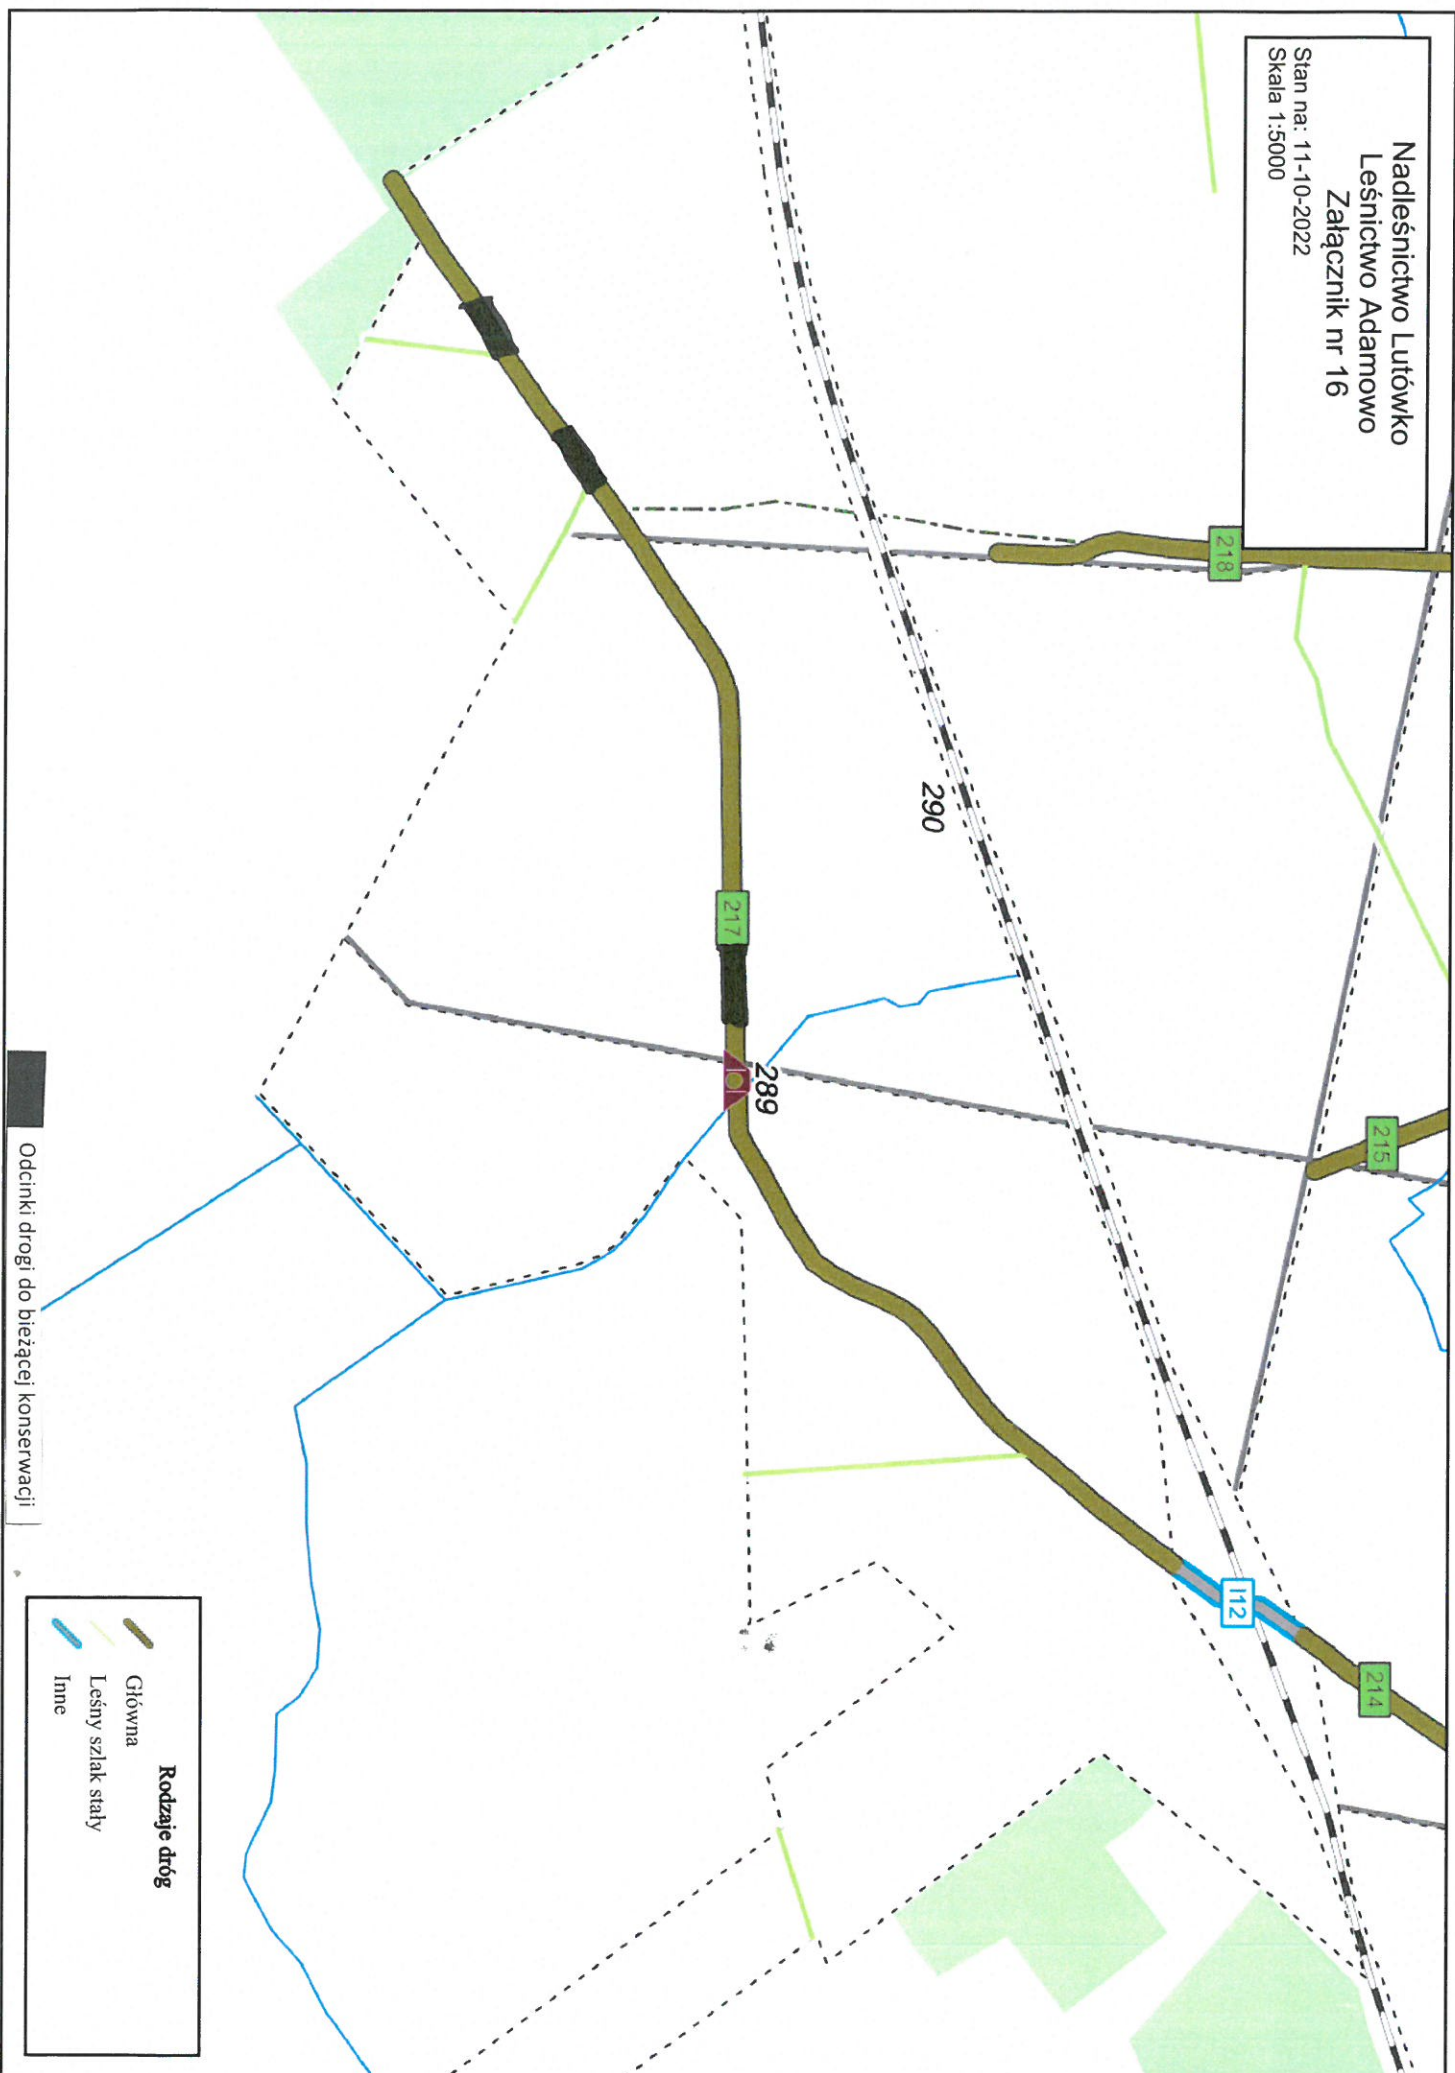 Nadleśnictwo Lutówko
Leśnictwo Adamowo
Załącznik nr 16
Stan na: 11-10-2022
Skala 1:5000
218
290
217
289
215
I12
214
Odcinki drogi do bieżącej konserwacji
Rodzaje dróg
Główna
Leśny szlak stały
Inne